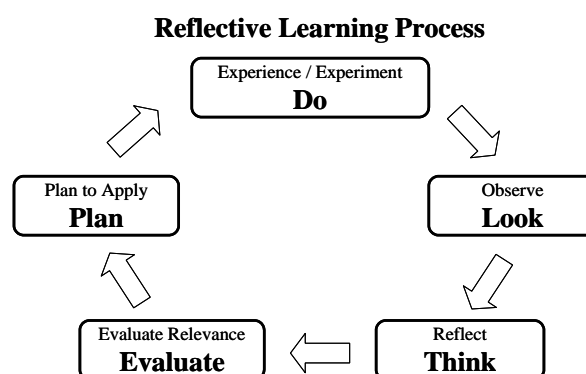 Reflective Learning Process
Experience / Experiment
Do
Observe
Look
Reflect
Think
Evaluate Relevance
Evaluate
Plan to Apply
Plan